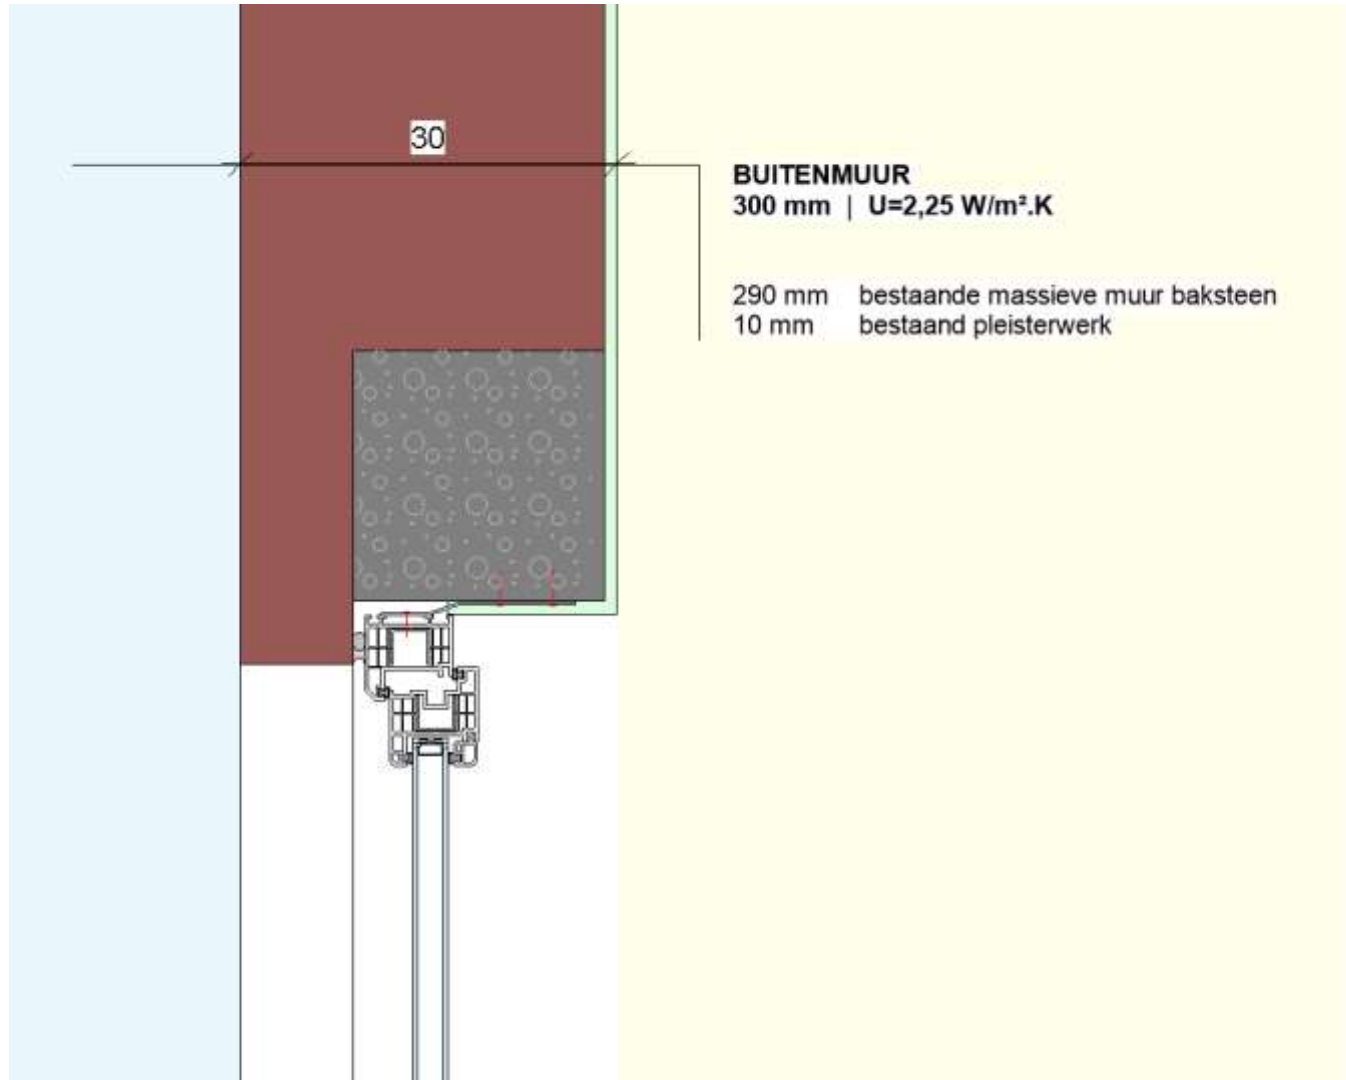 30
BUITENMUUR
300 mm | U=2,25 W/m².K
290 mm bestaande massieve muur baksteen
10 mm bestaand pleisterwerk